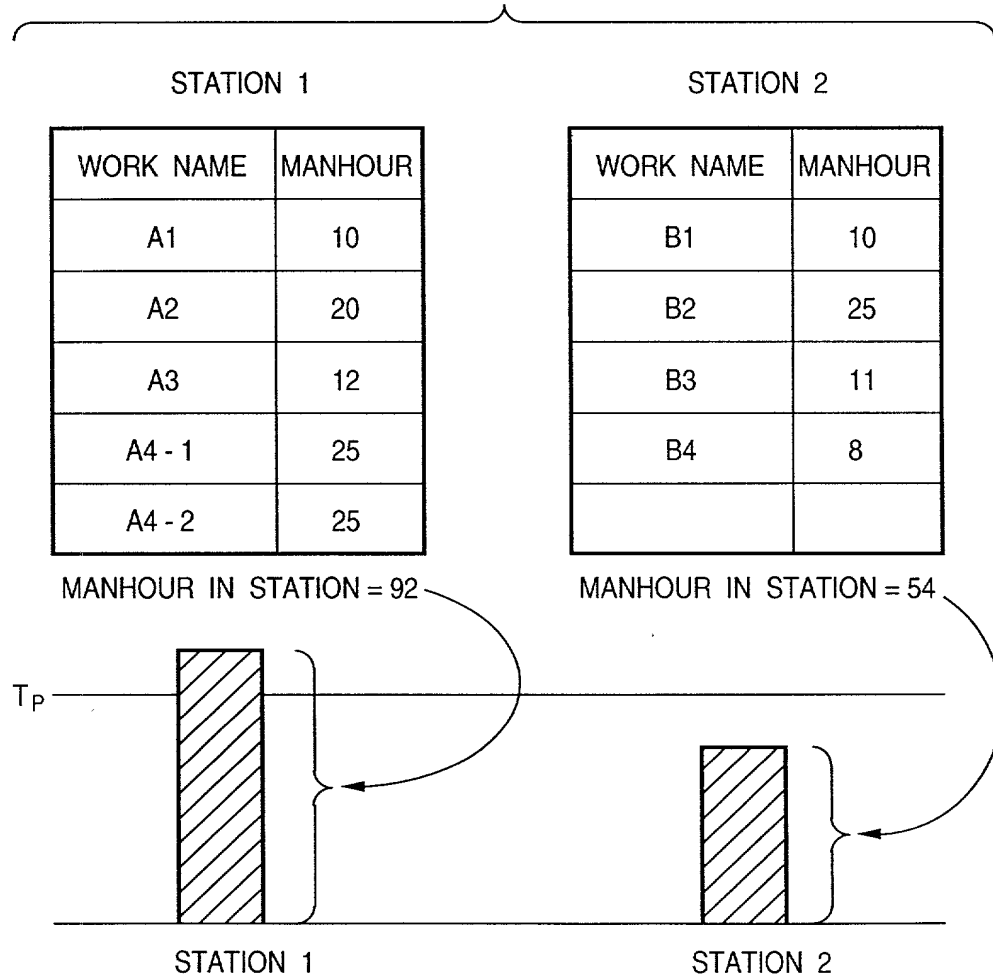 STATION 1
STATION 2
WORK NAME MANHOUR
A1 10
A2 20
A3 12
A4 - 1 25
A4 - 2 25
MANHOUR IN STATION = 92
WORK NAME MANHOUR
B1 10
B2 25
B3 11
B4 8
MANHOUR IN STATION = 54
TP
STATION 1
STATION 2